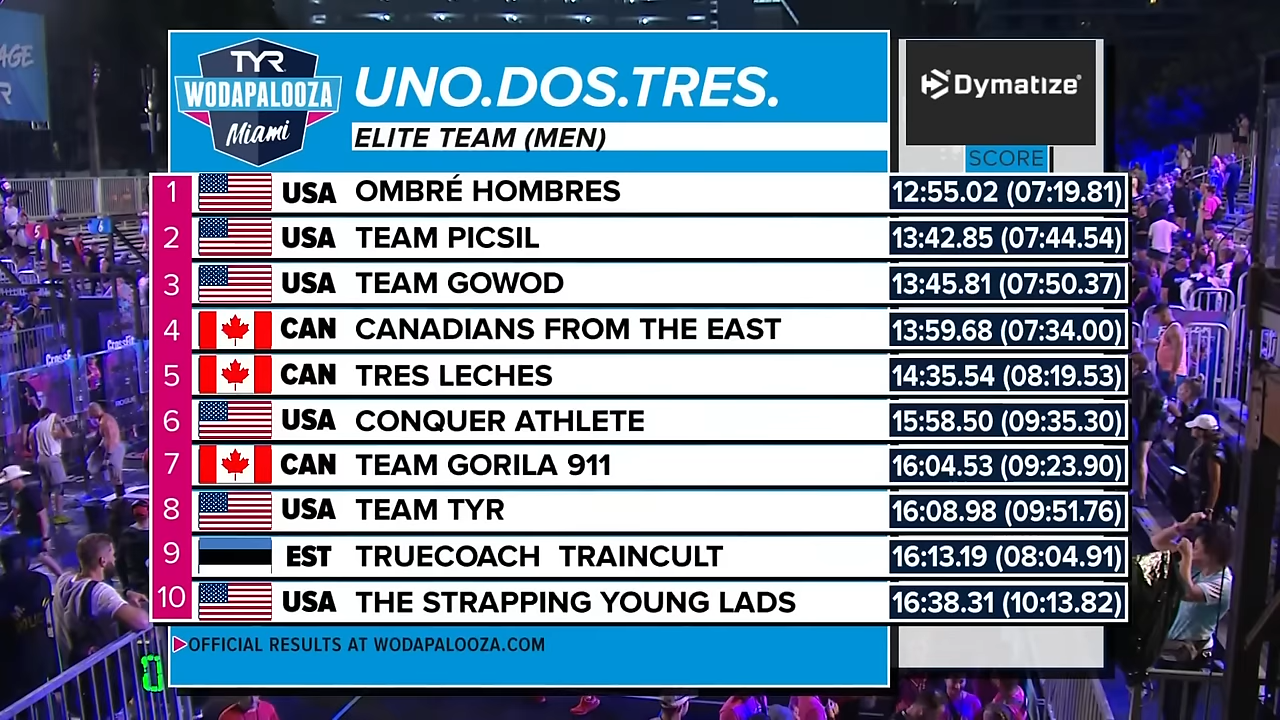 TYR
WODAPALOOZA
Miami
UNO.DOS.TRES.
ELITE TEAM (MEN)
Dymatize
SCORE
1 USA OMBRÉ HOMBRES 12:55.02 (07:19.81)
2 USA TEAM PICSIL 13:42.85 (07:44.54)
3 USA TEAM GOWOD 13:45.81 (07:50.37)
4 CAN CANADIANS FROM THE EAST 13:59.68 (07:34.00)
5 CAN TRES LECHES 14:35.54 (08:19.53)
6 USA CONQUER ATHLETE 15:58.50 (09:35.30)
7 CAN TEAM GORILA 911 16:04.53 (09:23.90)
8 USA TEAM TYR 16:08.98 (09:51.76)
9 EST TRUECOACH  TRAINCULT 16:13.19 (08:04.91)
10 USA THE STRAPPING YOUNG LADS 16:38.31 (10:13.82)
OFFICIAL RESULTS AT WODAPALOOZA.COM
5
6
CrossFit